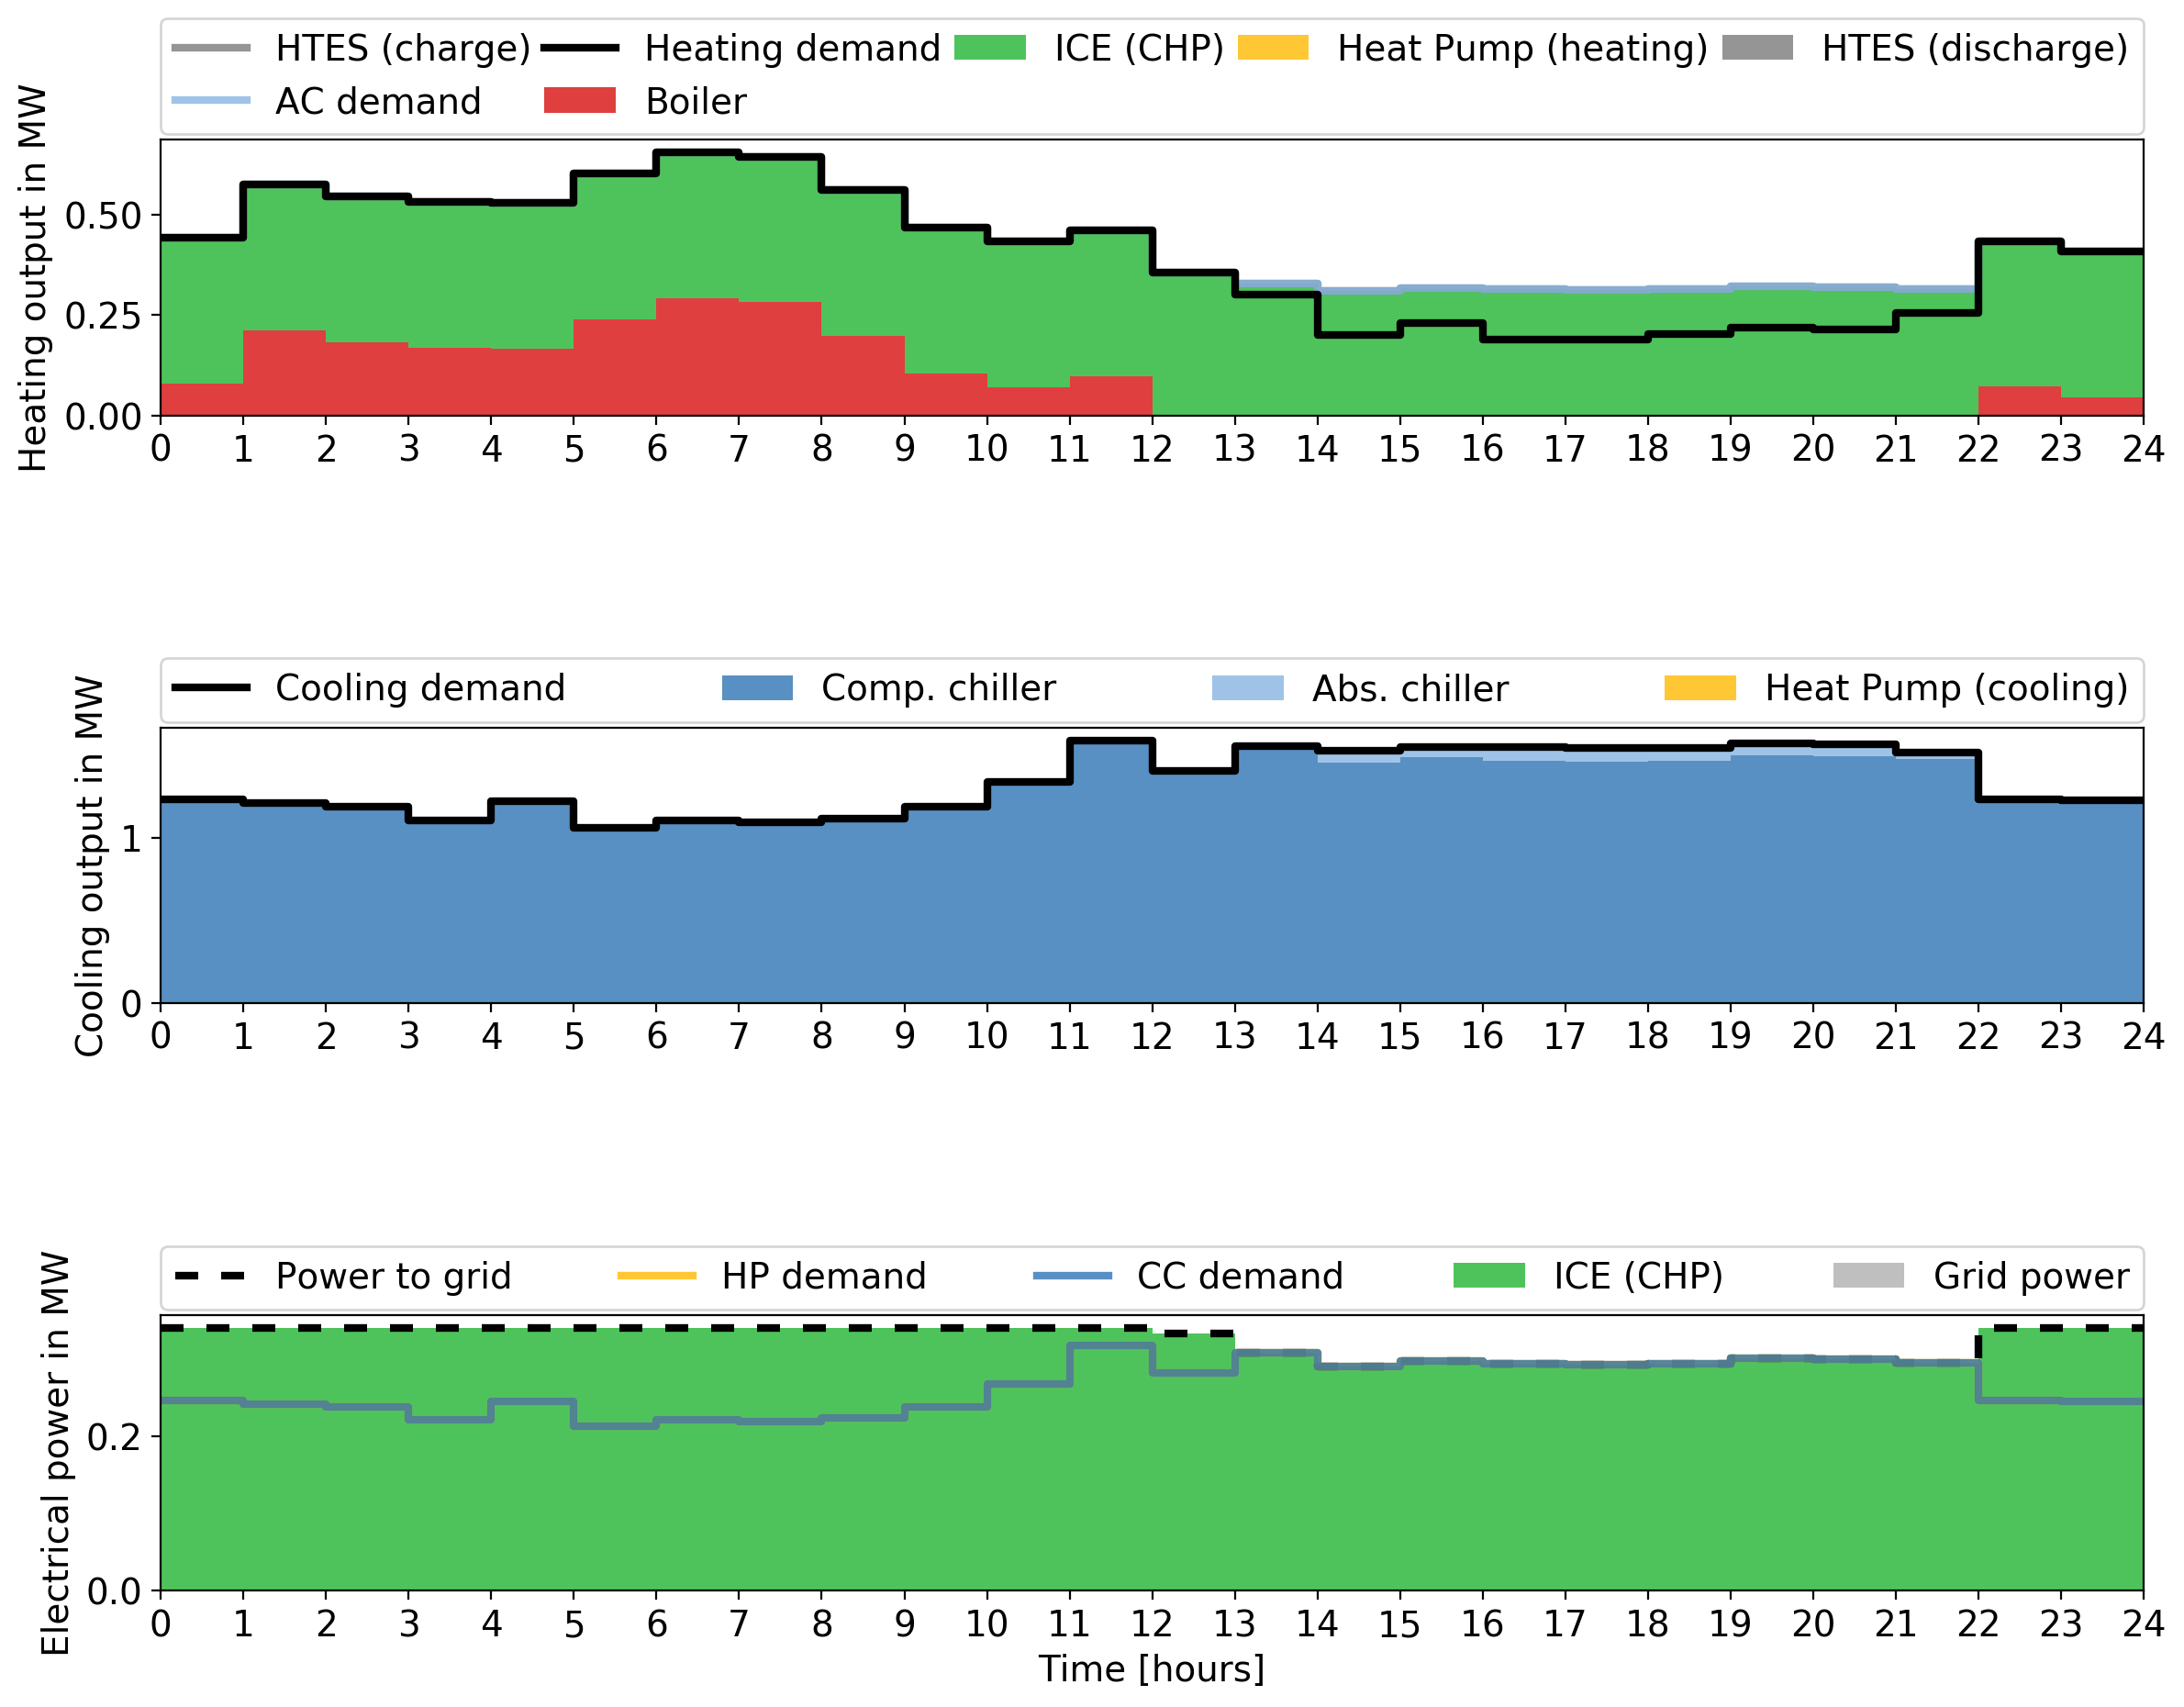 HTES (charge) Heating demand ICE (CHP) Heat Pump (heating) HTES (discharge)
AC demand Boiler
Heating output in MW
0.50
0.25
0.00
0 1 2 3 4 5 6 7 8 9 10 11 12 13 14 15 16 17 18 19 20 21 22 23 24
Cooling demand Comp. chiller Abs. chiller Heat Pump (cooling)
Cooling output in MW
1
0
0 1 2 3 4 5 6 7 8 9 10 11 12 13 14 15 16 17 18 19 20 21 22 23 24
Power to grid HP demand CC demand ICE (CHP) Grid power
Electrical power in MW
0.2
0.0
0 1 2 3 4 5 6 7 8 9 10 11 12 13 14 15 16 17 18 19 20 21 22 23 24
Time [hours]